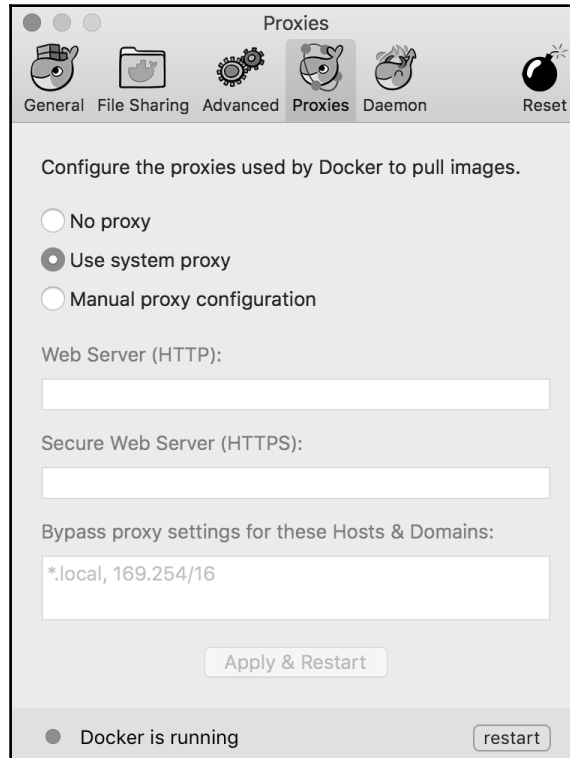 Proxies
General File Sharing Advanced Proxies Daemon Reset
Configure the proxies used by Docker to pull images.
No proxy
Use system proxy
Manual proxy configuration
Web Server (HTTP):
Secure Web Server (HTTPS):
Bypass proxy settings for these Hosts & Domains:
*.local, 169.254/16
Apply & Restart
Docker is running restart